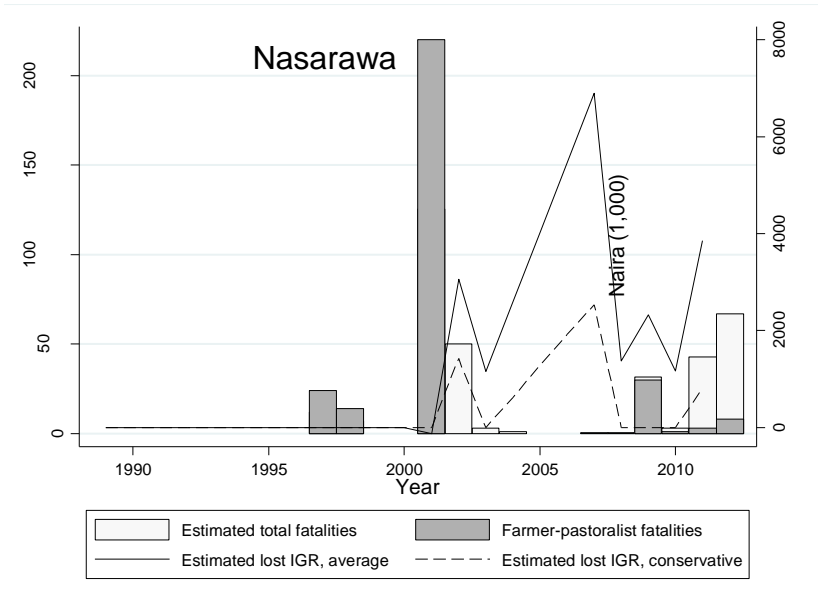 Nasarawa
200
150
100
50
0
8000
6000
4000
2000
0
Naira (1,000)
1990 1995 2000 2005 2010
Year
Estimated total fatalities Farmer-pastoralist fatalities
Estimated lost IGR, average Estimated lost IGR, conservative